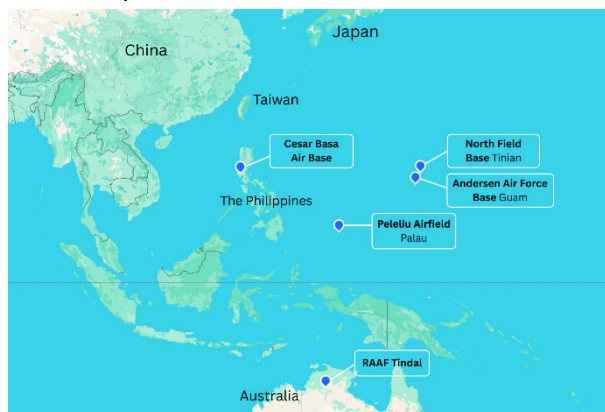 Japan
China
Taiwan
Cesar Basa
Air Base
North Field
Base Tinian
Andersen Air Force
Base Guam
The Philippines
Peleliu Airfield
Palau
RAAF Tindal
Australia